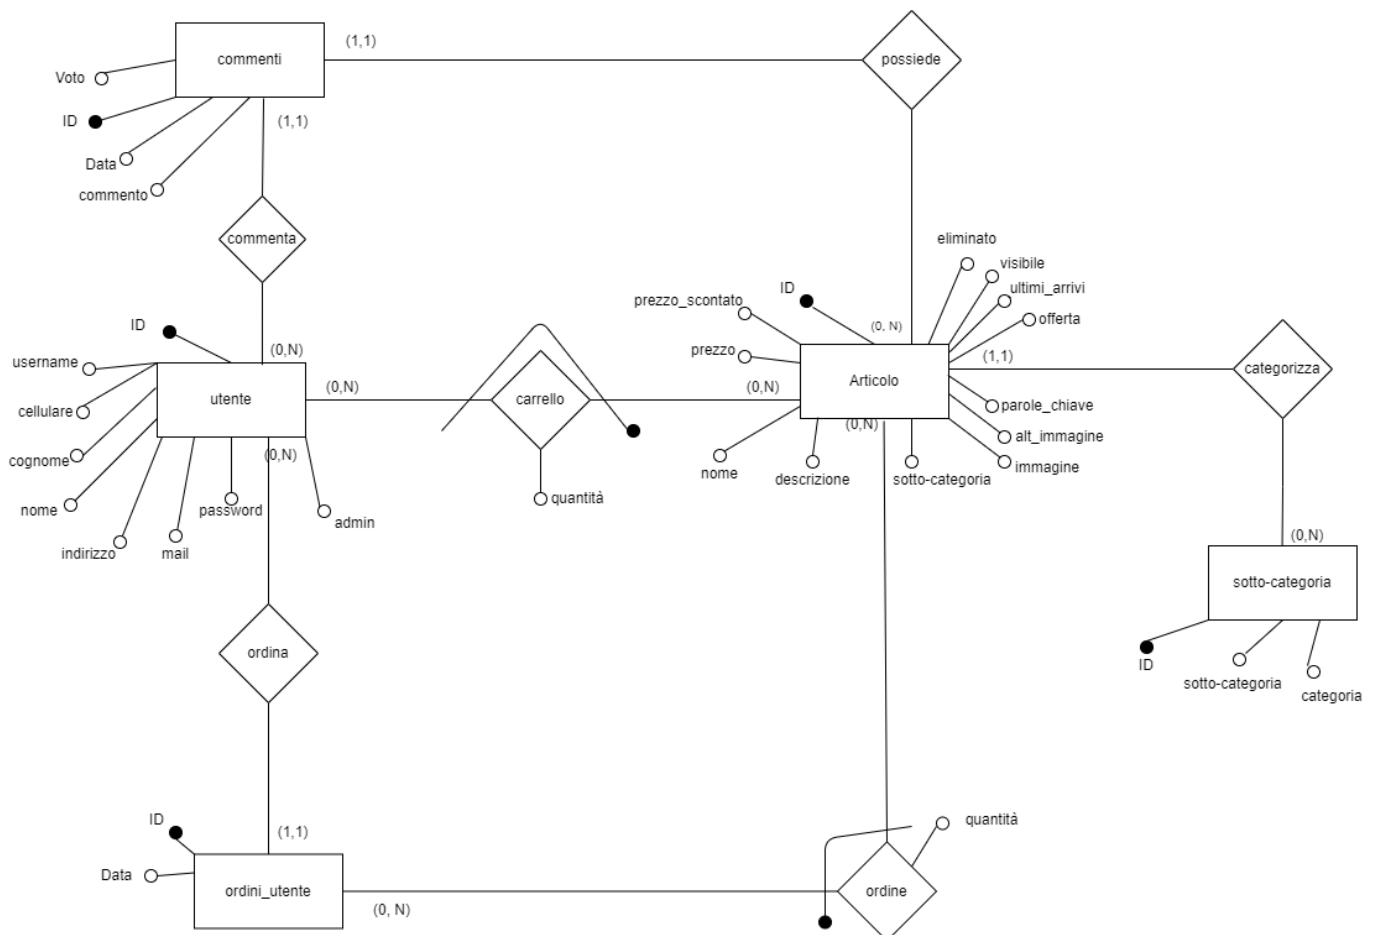 (1,1)
commenti
possiede
Voto
ID
(1,1)
Data
commento
commenta
eliminato
visibile
ID
ultimi_arrivi
prezzo_scontato
offerta
ID
(0, N)
username
(0,N)
prezzo
(1,1)
categorizza
utente
(0,N)
carrello
(0,N)
Articolo
cellulare
parole_chiave
(0,N)
alt_immagine
cognome
(0,N)
immagine
nome
descrizione
sotto-categoria
nome
password
quantità
admin
indirizzo
mail
(0,N)
sotto-categoria
ordina
ID
sotto-categoria
categoria
ID
(1,1)
quantità
Data
ordini_utente
ordine
(0, N)